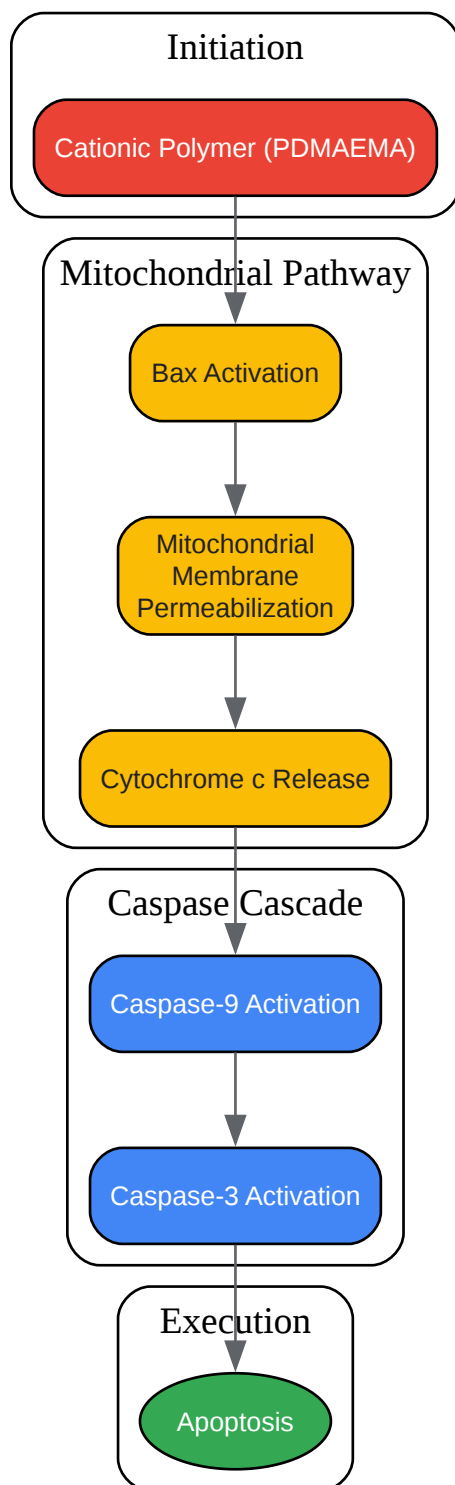 Initiation
Cationic Polymer (PDMAEMA)
Mitochondrial Pathway
Bax Activation
Mitochondrial
Membrane
Permeabilization
Cytochrome c Release
Caspase Cascade
Caspase-9 Activation
Caspase-3 Activation
Execution
Apoptosis